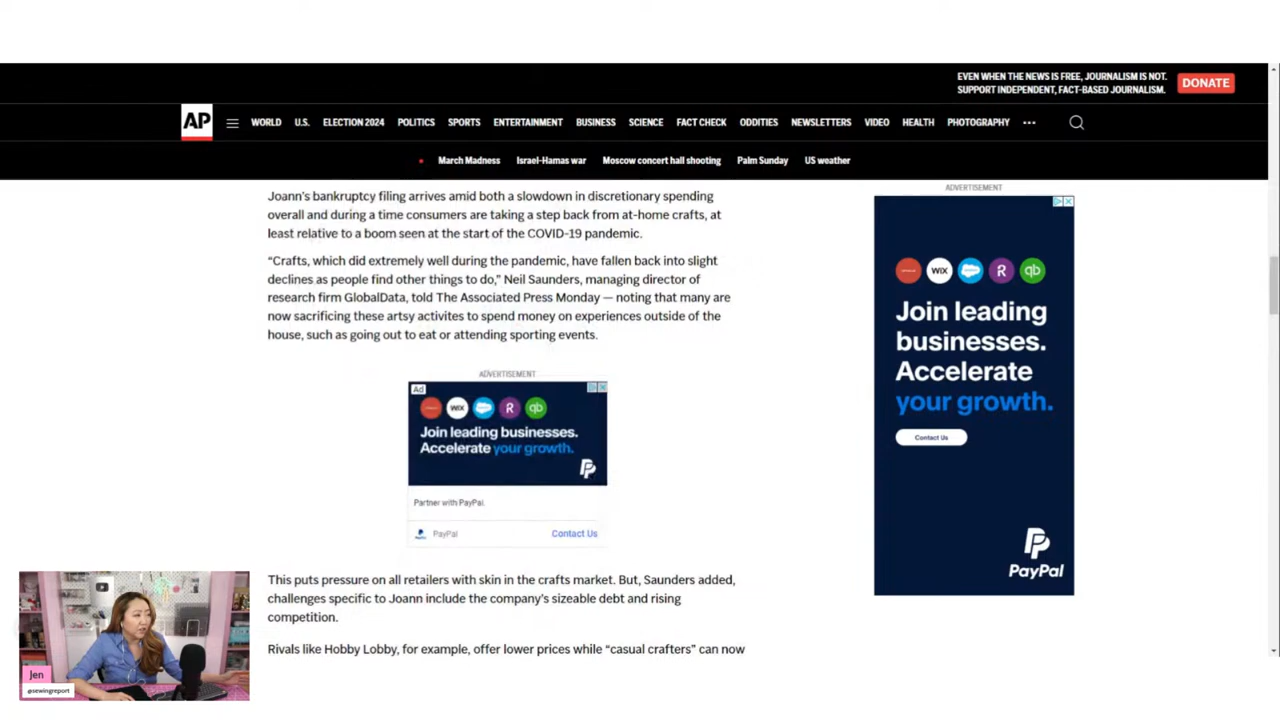 EVEN WHEN THE NEWS IS FREE, JOURNALISM IS NOT.
SUPPORT INDEPENDENT, FACT-BASED JOURNALISM.
DONATE
AP
WORLD
U.S.
ELECTION 2024
POLITICS
SPORTS
ENTERTAINMENT
BUSINESS
SCIENCE
FACT CHECK
ODDITIES
NEWSLETTERS
VIDEO
HEALTH
PHOTOGRAPHY
March Madness
Israel-Hamas war
Moscow concert hall shooting
Palm Sunday
US weather
Joann's bankruptcy filing arrives amid both a slowdown in discretionary spending
overall and during a time consumers are taking a step back from at-home crafts, at
least relative to a boom seen at the start of the COVID-19 pandemic.
“Crafts, which did extremely well during the pandemic, have fallen back into slight
declines as people find other things to do,” Neil Saunders, managing director of
research firm GlobalData, told The Associated Press Monday — noting that many are
now sacrificing these artsy activites to spend money on experiences outside of the
house, such as going out to eat or attending sporting events.
ADVERTISEMENT
Ad
WIX
R
qb
Join leading businesses.
Accelerate your growth.
Partner with PayPal.
PayPal
Contact Us
This puts pressure on all retailers with skin in the crafts market. But, Saunders added,
challenges specific to Joann include the company's sizeable debt and rising
competition.
Rivals like Hobby Lobby, for example, offer lower prices while “casual crafters” can now
ADVERTISEMENT
WIX
R
qb
Join leading
businesses.
Accelerate
your growth.
Contact Us
PayPal
Jen
@sewingreport